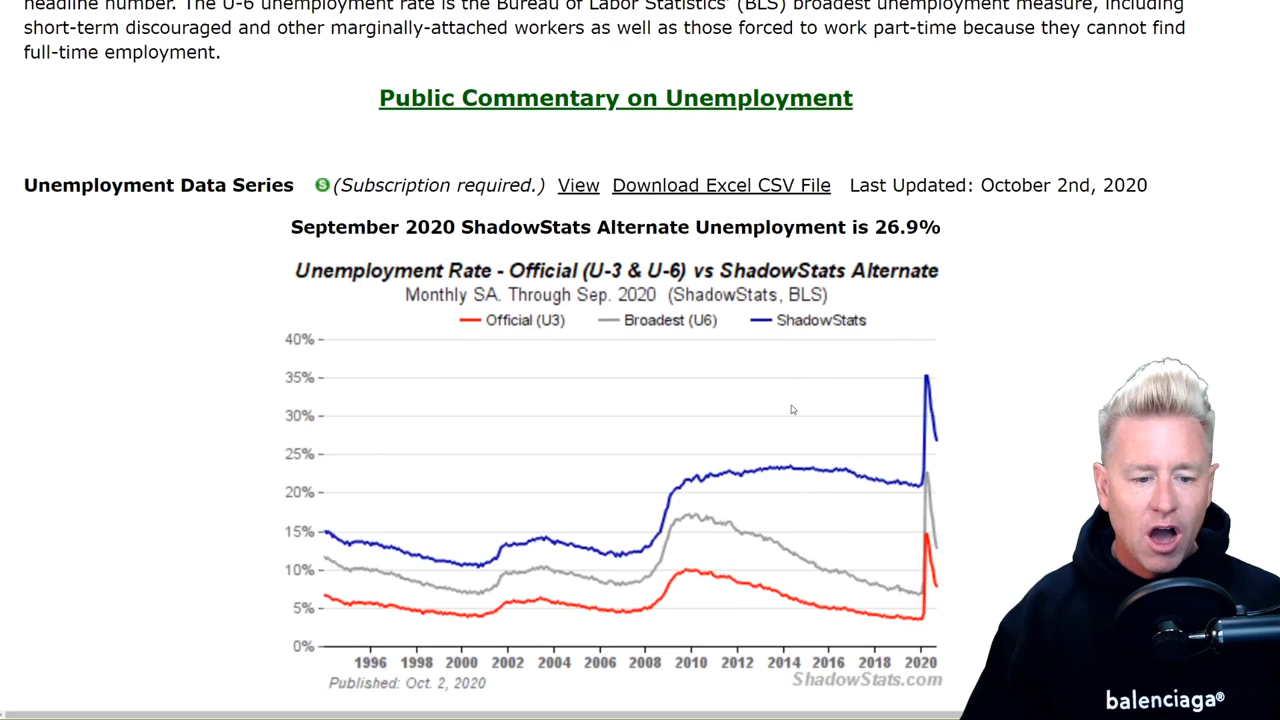 headline number. The U-6 unemployment rate is the Bureau of Labor Statistics' (BLS) broadest unemployment measure, including
short-term discouraged and other marginally-attached workers as well as those forced to work part-time because they cannot find
full-time employment.
Public Commentary on Unemployment
Unemployment Data Series (Subscription required.) View Download Excel CSV File Last Updated: October 2nd, 2020
September 2020 ShadowStats Alternate Unemployment is 26.9%
Unemployment Rate - Official (U-3 & U-6) vs ShadowStats Alternate
Monthly SA. Through Sep. 2020 (ShadowStats, BLS)
Official (U3) Broadest (U6) ShadowStats
40%
35%
30%
25%
20%
15%
10%
5%
0%
1996 1998 2000 2002 2004 2006 2008 2010 2012 2014 2016 2018 2020
Published: Oct. 2, 2020
ShadowStats.com
balenciaga®